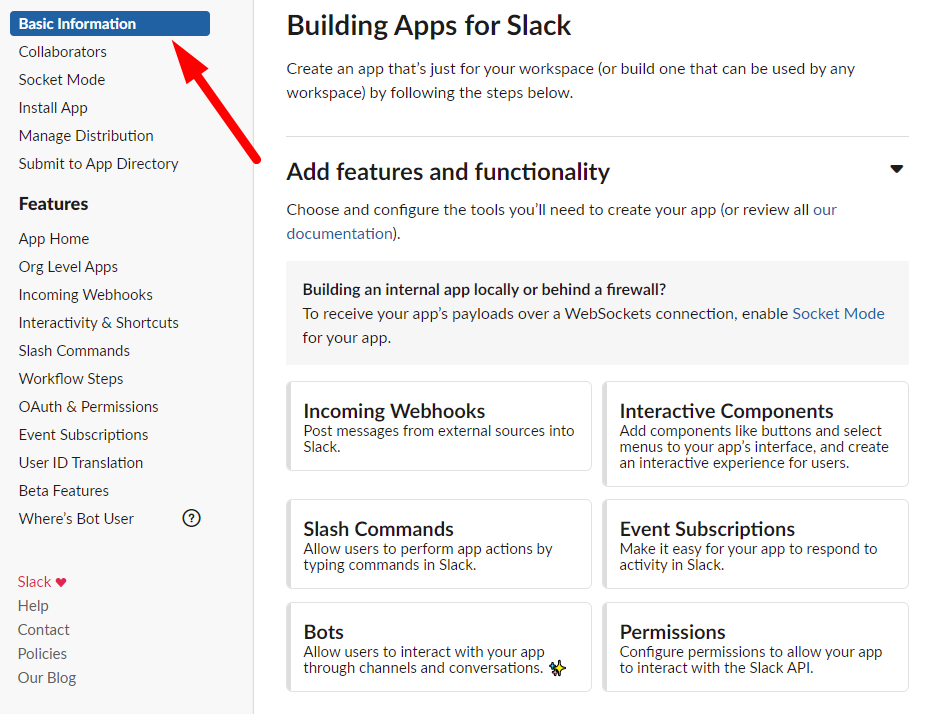 Basic Information
Collaborators
Socket Mode
Install App
Manage Distribution
Submit to App Directory
Features
App Home
Org Level Apps
Incoming Webhooks
Interactivity & Shortcuts
Slash Commands
Workflow Steps
OAuth & Permissions
Event Subscriptions
User ID Translation
Beta Features
Where's Bot User ?
Slack ♥
Help
Contact
Policies
Our Blog
Building Apps for Slack
Create an app that's just for your workspace (or build one that can be used by any
workspace) by following the steps below.
Add features and functionality
Choose and configure the tools you'll need to create your app (or review all our
documentation).
Building an internal app locally or behind a firewall?
To receive your app's payloads over a WebSockets connection, enable Socket Mode
for your app.
Incoming Webhooks
Post messages from external sources into
Slack.
Interactive Components
Add components like buttons and select
menus to your app's interface, and create
an interactive experience for users.
Slash Commands
Allow users to perform app actions by
typing commands in Slack.
Event Subscriptions
Make it easy for your app to respond to
activity in Slack.
Bots
Allow users to interact with your app
through channels and conversations. ✨
Permissions
Configure permissions to allow your app
to interact with the Slack API.